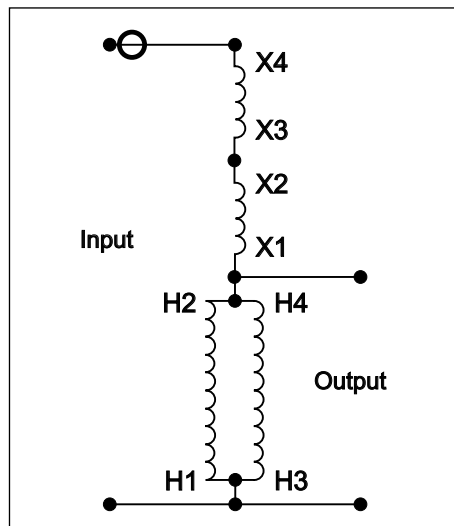 X4
X3
X2
Input
X1
H2 H4
Output
H1 H3